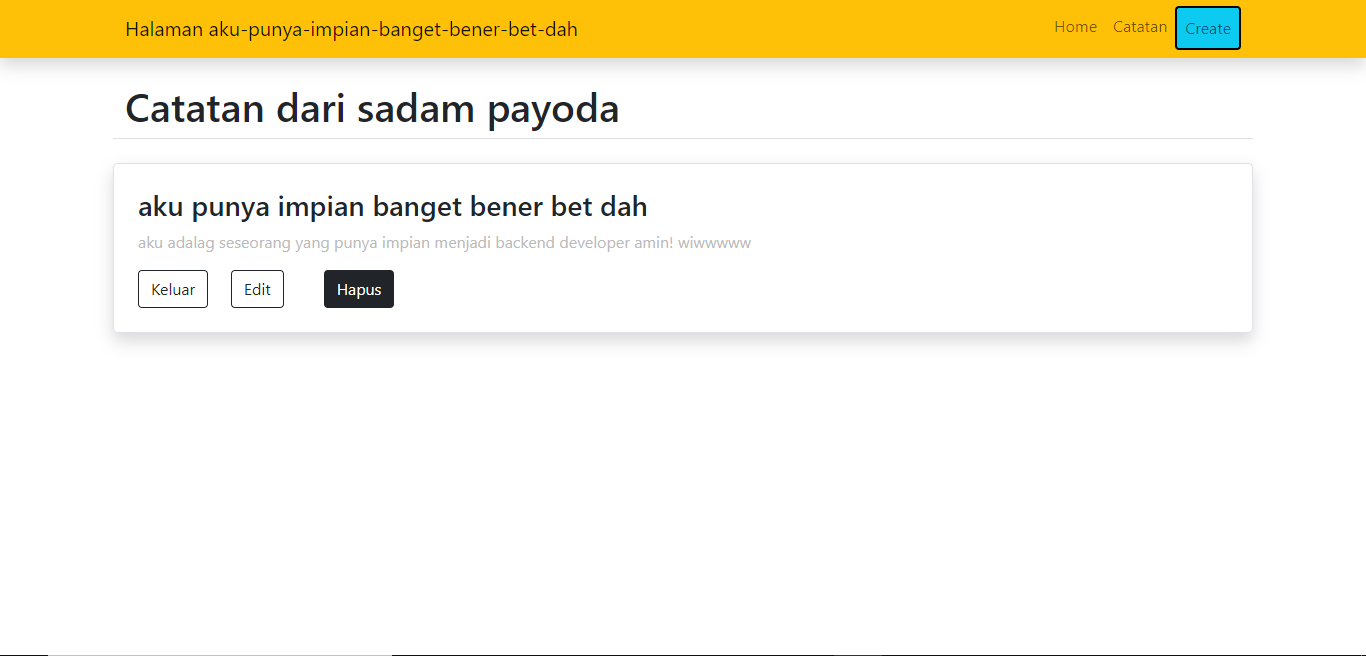 Halaman aku-punya-impian-banget-bener-bet-dah
Home Catatan Create
Catatan dari sadam payoda
aku punya impian banget bener bet dah
aku adalag seseorang yang punya impian menjadi backend developer amin! wiwwwww
Keluar Edit Hapus